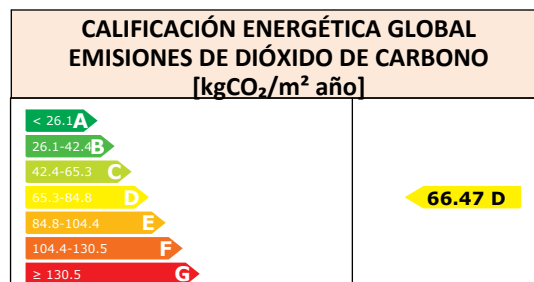 CALIFICACIÓN ENERGÉTICA GLOBAL
EMISIONES DE DIÓXIDO DE CARBONO
[kgCO₂/m² año]
< 26.1 A
26.1-42.4 B
42.4-65.3 C
65.3-84.8 D
66.47 D
84.8-104.4 E
104.4-130.5 F
≥ 130.5 G